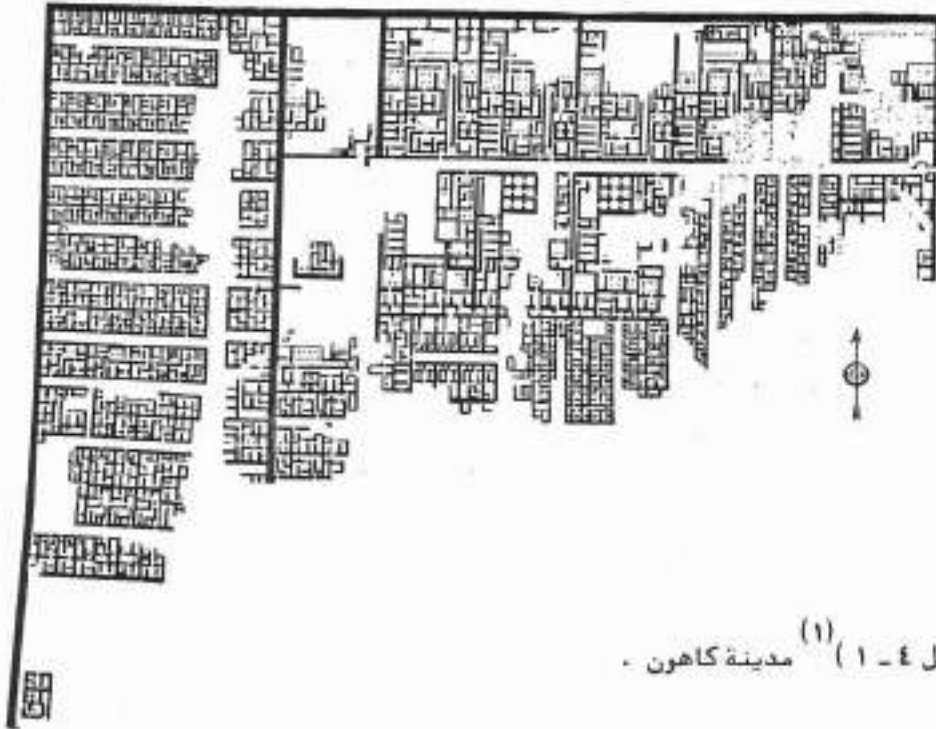 ل ٤ - ١ )(١) مدينة كاهون .